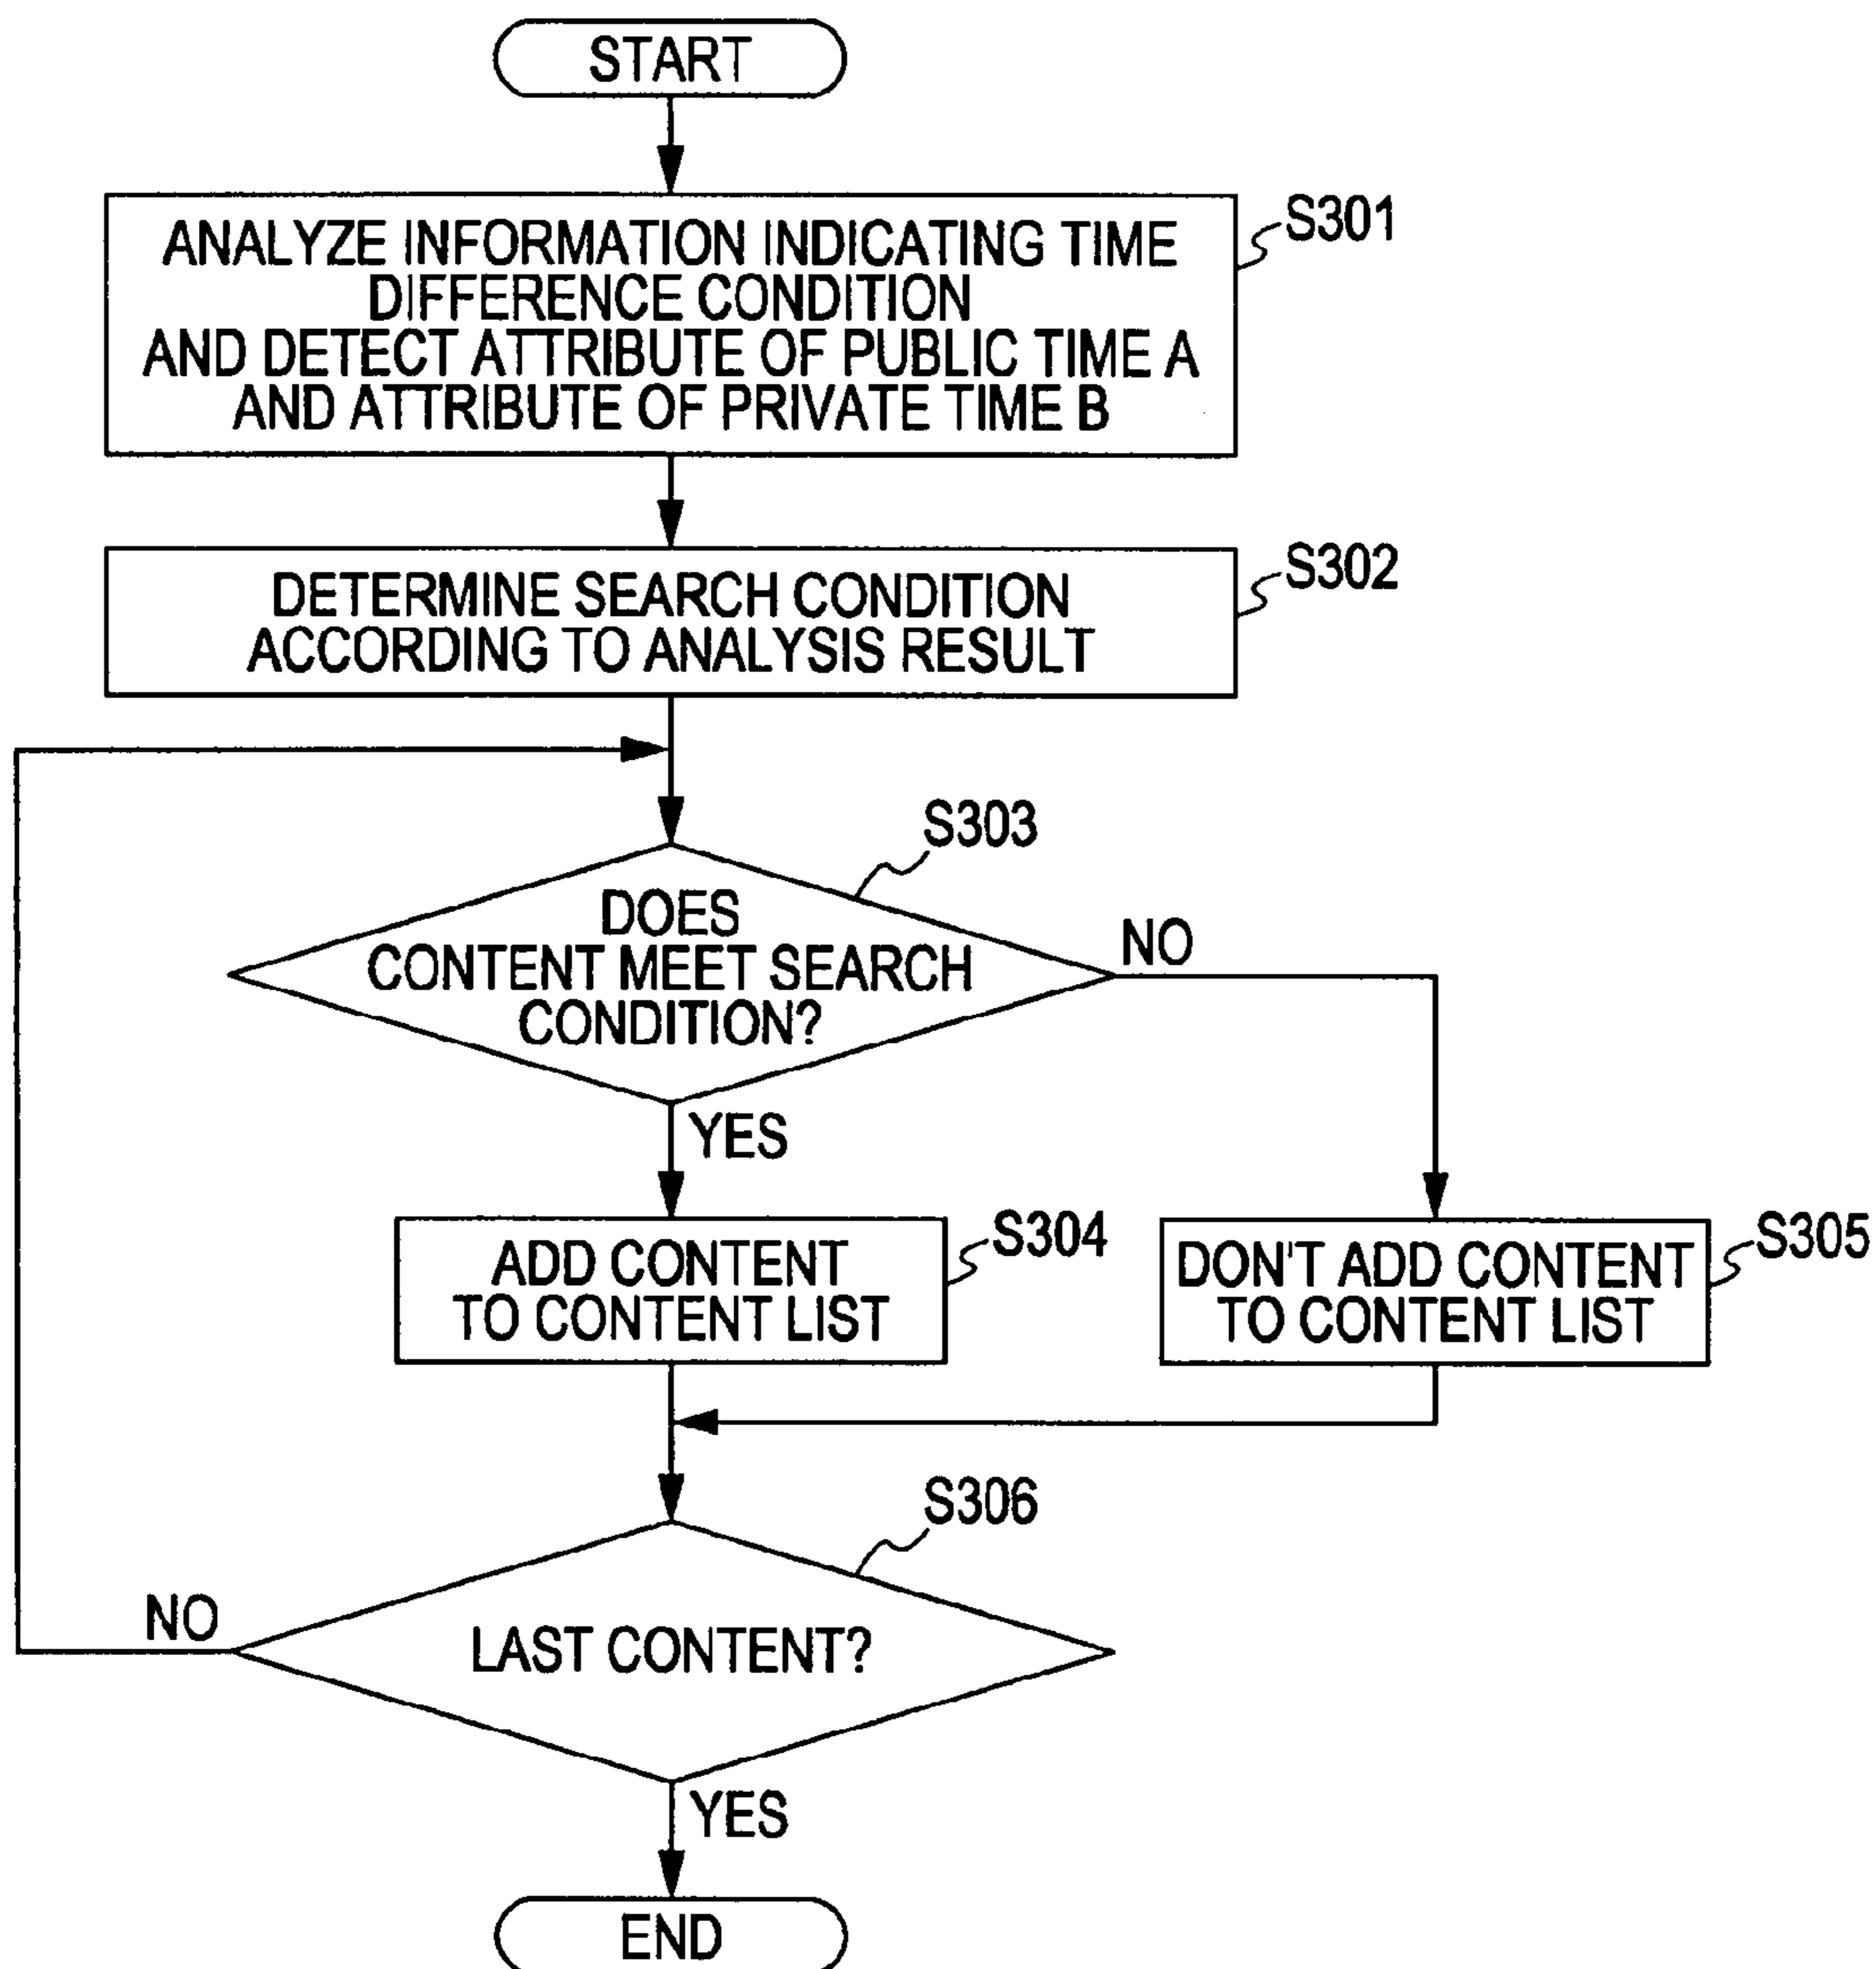 START
ANALYZE INFORMATION INDICATING TIME
DIFFERENCE CONDITION
AND DETECT ATTRIBUTE OF PUBLIC TIME A
AND ATTRIBUTE OF PRIVATE TIME B
S301
DETERMINE SEARCH CONDITION
ACCORDING TO ANALYSIS RESULT
S302
S303
DOES
CONTENT MEET SEARCH
CONDITION?
NO
YES
ADD CONTENT
TO CONTENT LIST
S304
DON'T ADD CONTENT
TO CONTENT LIST
S305
S306
LAST CONTENT?
NO
YES
END